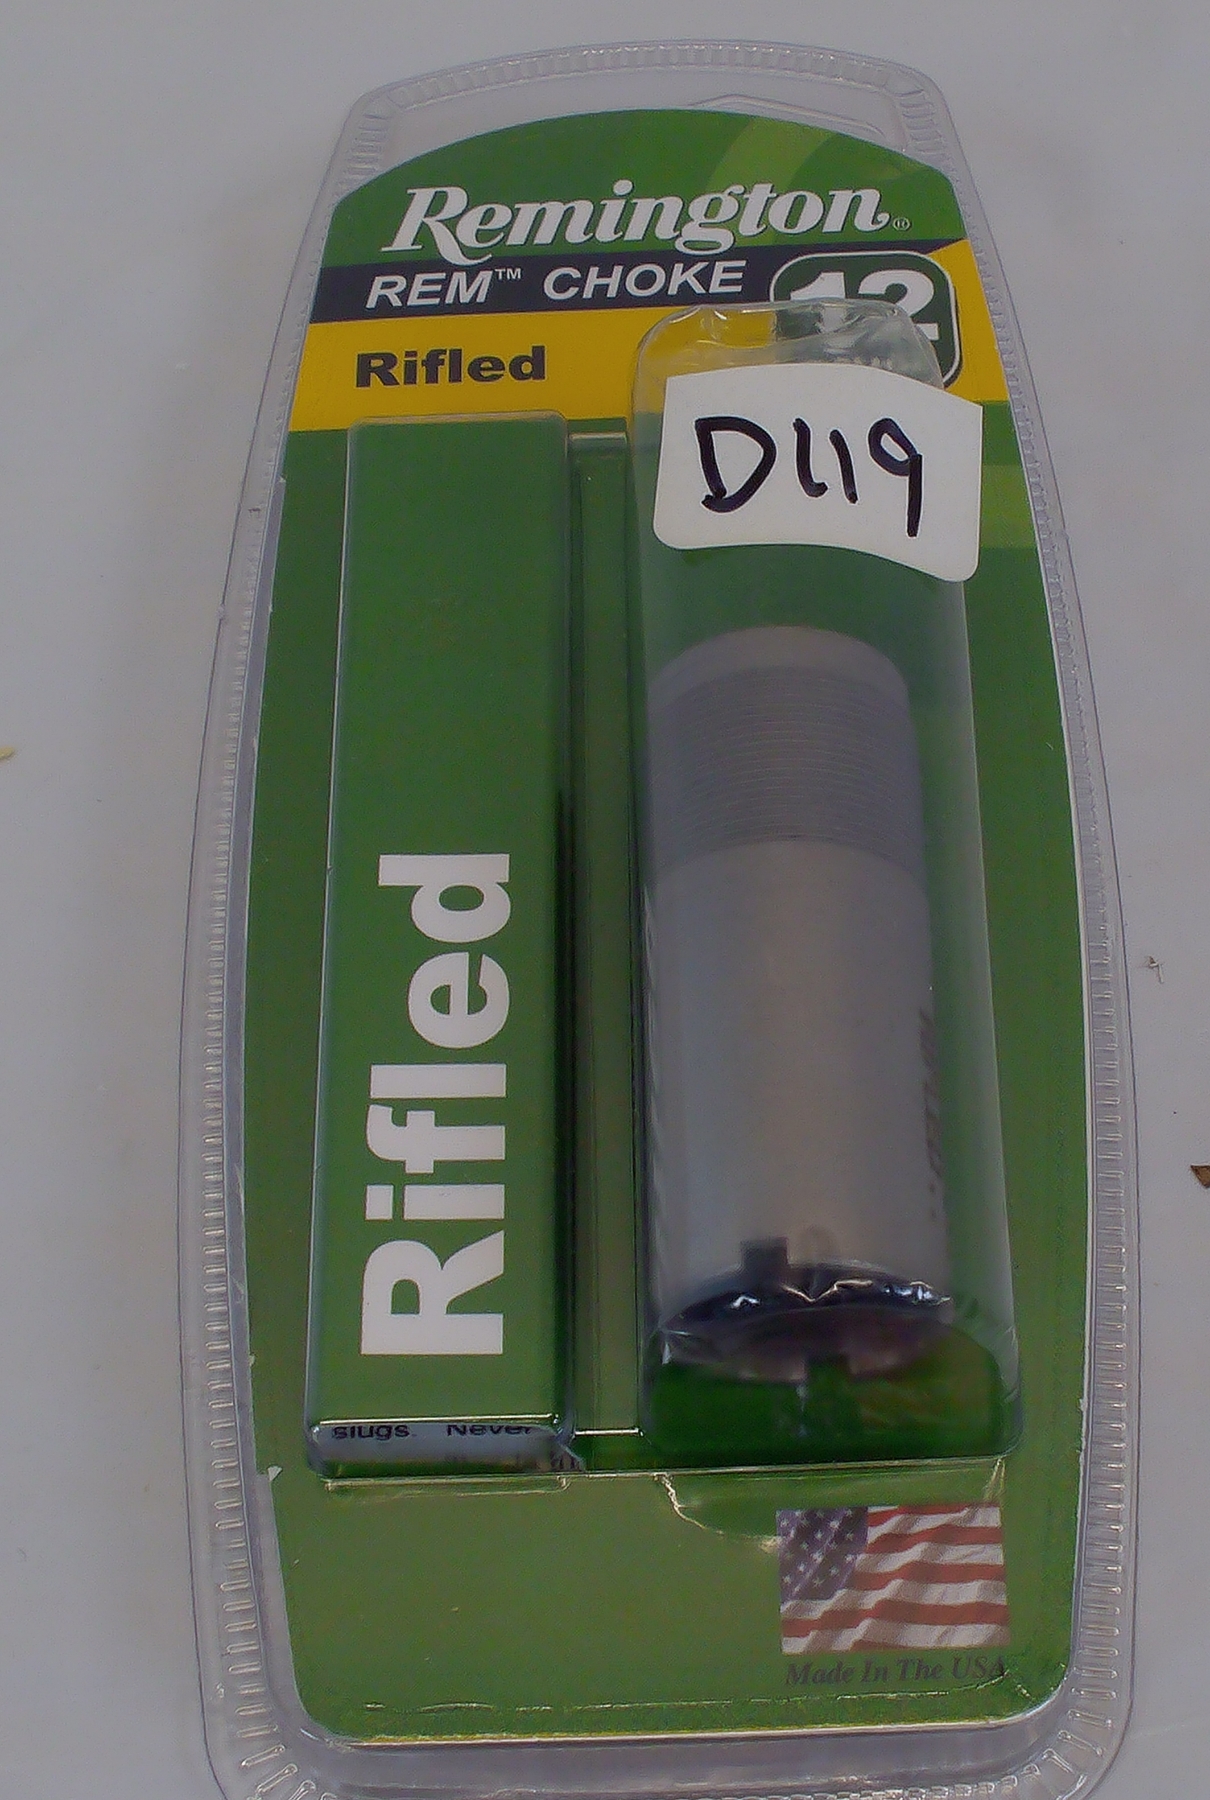 Remington®
REM™ CHOKE
12
Rifled
D119
Rifled
slugs. Never
Made In The USA